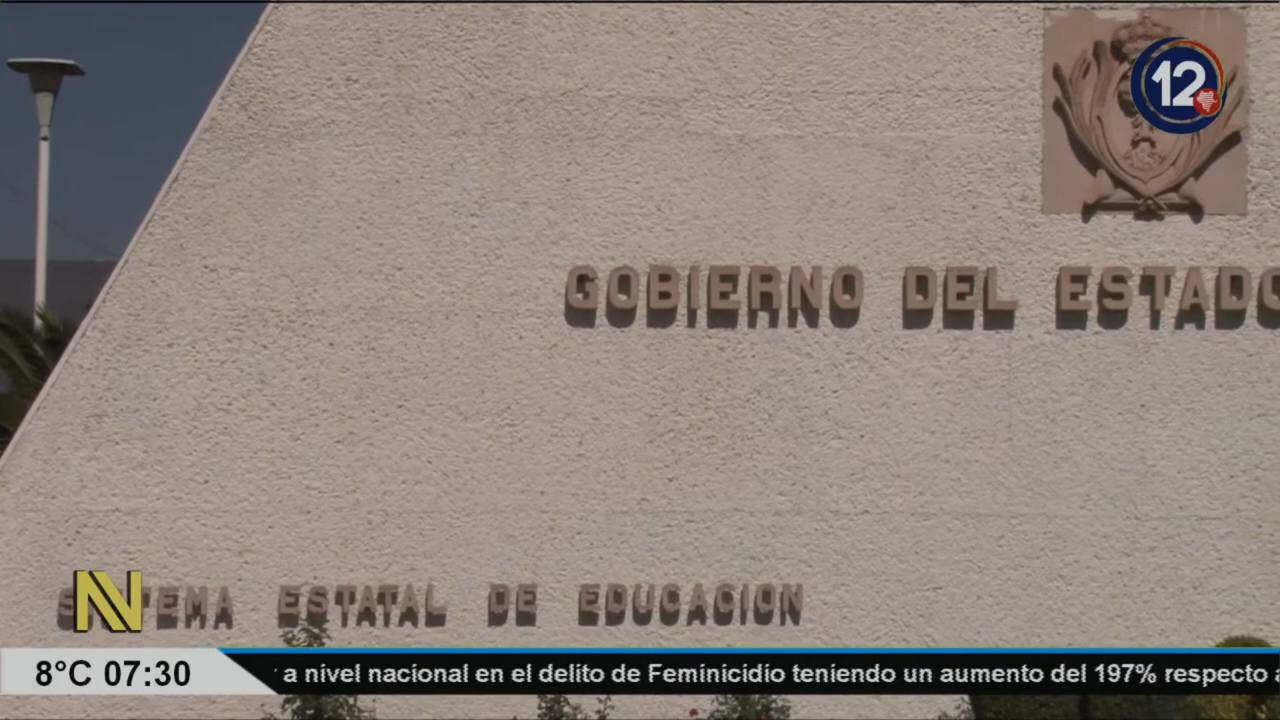 12
GOBIERNO DEL ESTADO
ESTATAL DE EDUCACION
N
8°C 07:30
a nivel nacional en el delito de Feminicidio teniendo un aumento del 197% respecto a